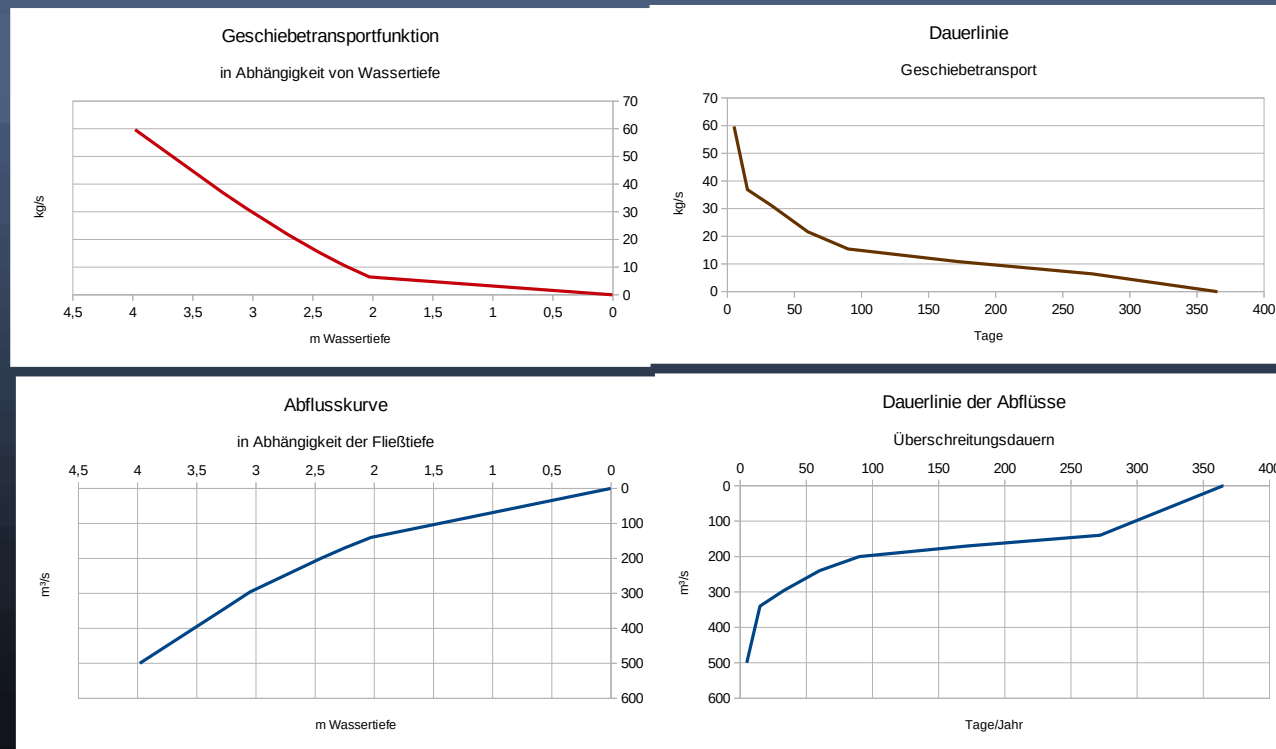 Geschiebetransportfunktion
in Abhängigkeit von Wassertiefe
70
60
50
40
30
20
10
0
kg/s
4,5 4 3,5 3 2,5 2 1,5 1 0,5 0
m Wassertiefe
Dauerlinie
Geschiebetransport
70
60
50
40
30
20
10
0
kg/s
0 50 100 150 200 250 300 350 400
Tage
Abflusskurve
in Abhängigkeit der Fließtiefe
4,5 4 3,5 3 2,5 2 1,5 1 0,5 0
0
100
200
300
400
500
600
m³/s
m Wassertiefe
Dauerlinie der Abflüsse
Überschreitungsdauern
0 50 100 150 200 250 300 350 400
0
100
200
300
400
500
600
m³/s
Tage/Jahr